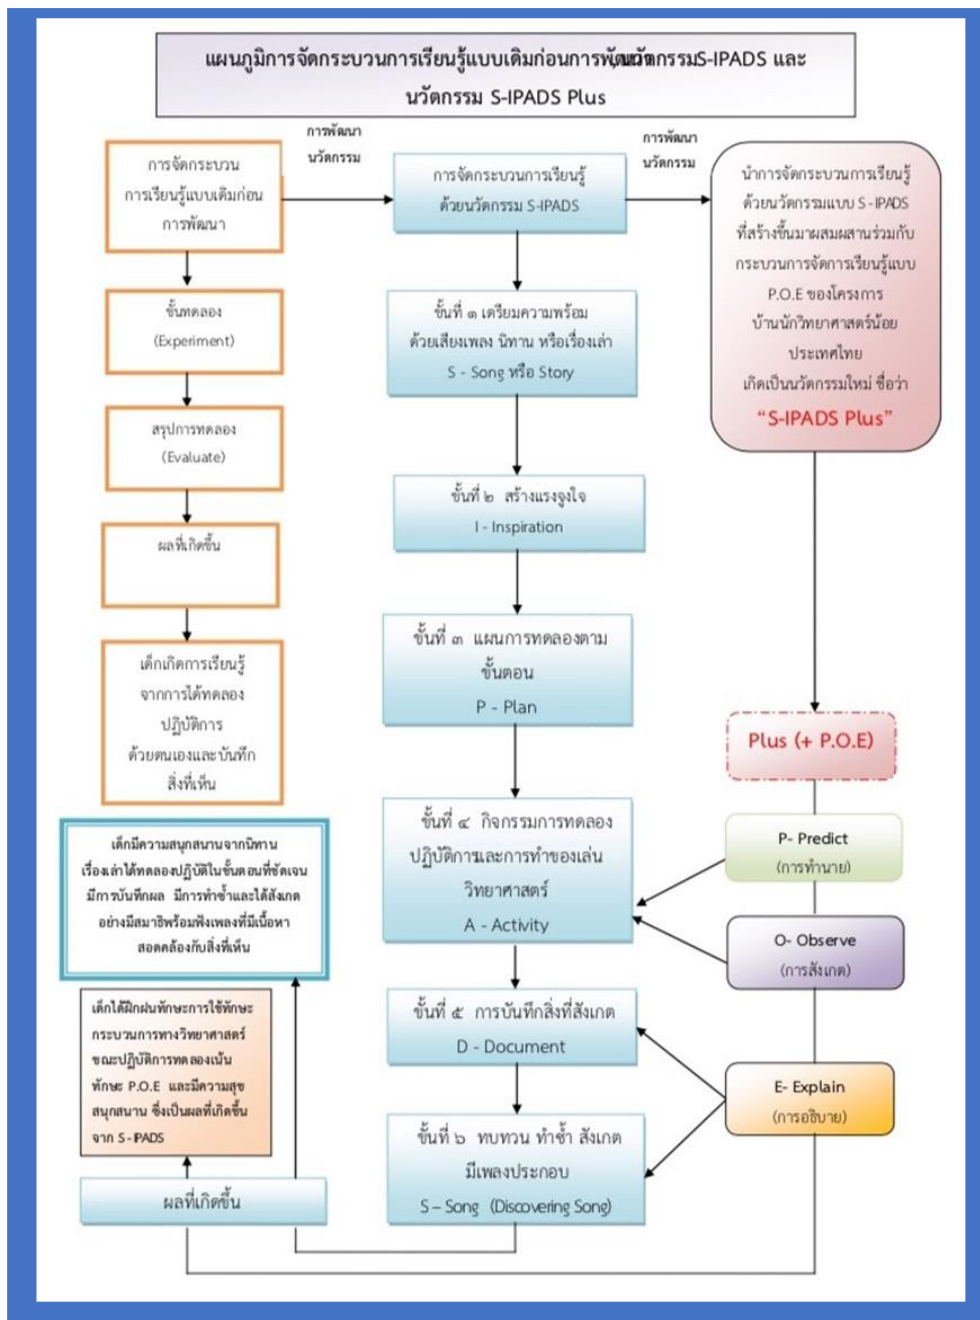 แผนภูมิการจัดกระบวนการเรียนรู้แบบเดิมก่อนการพัฒนานวัตกรรมS-IPADS และ
นวัตกรรม S-IPADS Plus
การจัดกระบวน
การเรียนรู้แบบเดิมก่อน
การพัฒนา
การพัฒนา
นวัตกรรม
การจัดกระบวนการเรียนรู้
ด้วยนวัตกรรม S-IPADS
การพัฒนา
นวัตกรรม
นำการจัดกระบวนการเรียนรู้
ด้วยนวัตกรรมแบบ S-IPADS
ที่สร้างขึ้นมาผสมผสานร่วมกับ
กระบวนการจัดการเรียนรู้แบบ
P.O.E ของโครงการ
บ้านนักวิทยาศาสตร์น้อย
ประเทศไทย
เกิดเป็นนวัตกรรมใหม่ ชื่อว่า
“S-IPADS Plus”
ขั้นทดลอง
(Experiment)
สรุปการทดลอง
(Evaluate)
ผลที่เกิดขึ้น
เด็กเกิดการเรียนรู้
จากการได้ทดลอง
ปฏิบัติการ
ด้วยตนเองและบันทึก
สิ่งที่เห็น
ขั้นที่ ๑ เตรียมความพร้อม
ด้วยเสียงเพลง นิทาน หรือเรื่องเล่า
S - Song หรือ Story
ขั้นที่ ๒ สร้างแรงจูงใจ
I - Inspiration
ขั้นที่ ๓ แผนการทดลองตาม
ขั้นตอน
P - Plan
ขั้นที่ ๔ กิจกรรมการทดลอง
ปฏิบัติการและการทำของเล่น
วิทยาศาสตร์
A - Activity
ขั้นที่ ๕ การบันทึกสิ่งที่สังเกต
D - Document
ขั้นที่ ๖ ทบทวน ทำซ้ำ สังเกต
มีเพลงประกอบ
S – Song (Discovering Song)
Plus (+ P.O.E)
P- Predict
(การทำนาย)
O- Observe
(การสังเกต)
E- Explain
(การอธิบาย)
เด็กมีความสนุกสนานจากนิทาน
เรื่องเล่าได้ทดลองปฏิบัติในขั้นตอนที่ชัดเจน
มีการบันทึกผล มีการทำซ้ำและได้สังเกต
อย่างมีสมาธิพร้อมฟังเพลงที่มีเนื้อหา
สอดคล้องกับสิ่งที่เห็น
เด็กได้ฝึกฝนทักษะการใช้ทักษะ
กระบวนการทางวิทยาศาสตร์
ขณะปฏิบัติการทดลองเน้น
ทักษะ P.O.E และมีความสุข
สนุกสนาน ซึ่งเป็นผลที่เกิดขึ้น
จาก S-IPADS
ผลที่เกิดขึ้น